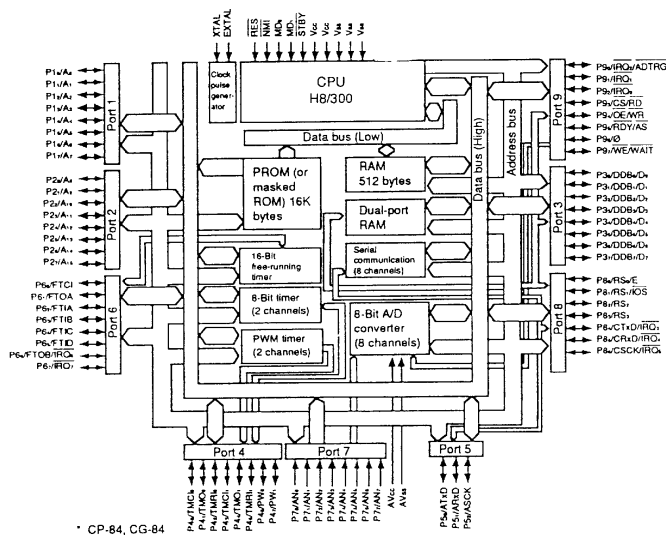 XTAL
EXTAL
RES
NMI
MD₀
MD₁
STBY
Vcc
Vcc
Vss
Vss
Vss
Clock pulse generator
CPU
H8/300
Data bus (Low)
Data bus (High)
Address bus
PROM (or
masked
ROM) 16K
bytes
RAM
512 bytes
Dual-port
RAM
16-Bit
free-running
timer
Serial
communication
(8 channels)
8-Bit timer
(2 channels)
8-Bit A/D
converter
(8 channels)
PWM timer
(2 channels)
Port 1
P1₀/A₀
P1₁/A₁
P1₂/A₂
P1₃/A₃
P1₄/A₄
P1₅/A₅
P1₆/A₆
P1₇/A₇
Port 2
P2₀/A₈
P2₁/A₉
P2₂/A₁₀
P2₃/A₁₁
P2₄/A₁₂
P2₅/A₁₃
P2₆/A₁₄
P2₇/A₁₅
Port 6
P6₀/FTCI
P6₁/FTOA
P6₂/FTIA
P6₃/FTIB
P6₄/FTIC
P6₅/FTID
P6₆/FTOB/IRQ₆
P6₇/IRQ₇
Port 9
P9₀/IRQ₂/ADTRG
P9₁/IRQ₁
P9₂/IRQ₀
P9₃/CS/RD
P9₄/OE/WR
P9₅/RDY/AS
P9₆/Ø
P9₇/WE/WAIT
Port 3
P3₀/DDB₀/D₀
P3₁/DDB₁/D₁
P3₂/DDB₂/D₂
P3₃/DDB₃/D₃
P3₄/DDB₄/D₄
P3₅/DDB₅/D₅
P3₆/DDB₆/D₆
P3₇/DDB₇/D₇
Port 8
P8₀/RS₀/E
P8₁/RS₁/IOS
P8₂/RS₂
P8₃/RS₃
P8₄/CTxD/IRQ₃
P8₅/CRxD/IRQ₄
P8₆/CSCK/IRQ₅
Port 4
P4₀/TMCI₀
P4₁/TMO₀
P4₂/TMRI₀
P4₃/TMCI₁
P4₄/TMO₁
P4₅/TMRI₁
P4₆/PW₀
P4₇/PW₁
Port 7
P7₀/AN₀
P7₁/AN₁
P7₂/AN₂
P7₃/AN₃
P7₄/AN₄
P7₅/AN₅
P7₆/AN₆
P7₇/AN₇
AVcc
AVss
Port 5
P5₀/ATxD
P5₁/ARxD
P5₂/ASCK
* CP-84, CG-84